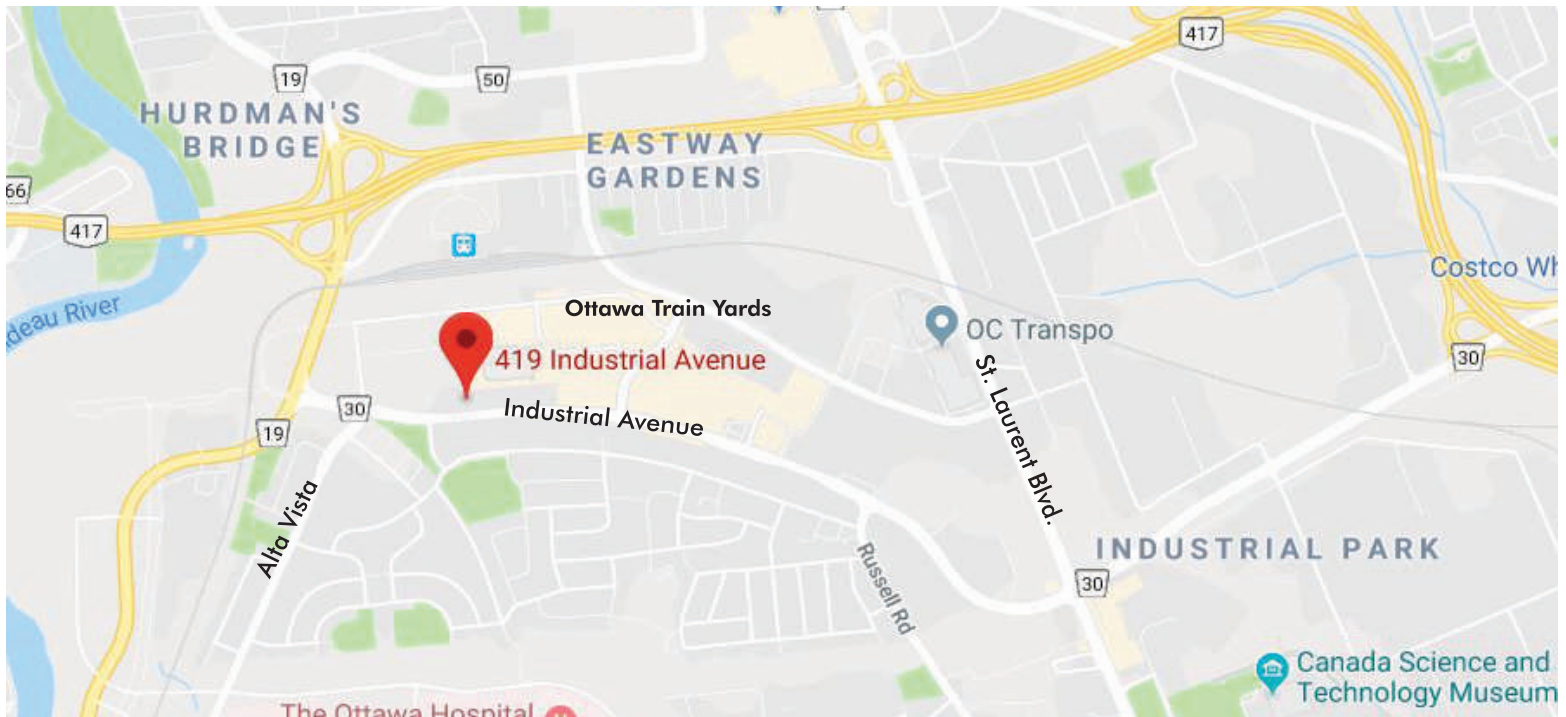 417
19
50
HURDMAN'S
BRIDGE
EASTWAY
GARDENS
66
417
Costco Wh
deau River
Ottawa Train Yards
OC Transpo
419 Industrial Avenue
30
30
Industrial Avenue
19
St. Laurent Blvd.
Alta Vista
INDUSTRIAL PARK
Russell Rd
30
Canada Science and
Technology Museum
The Ottawa Hospital